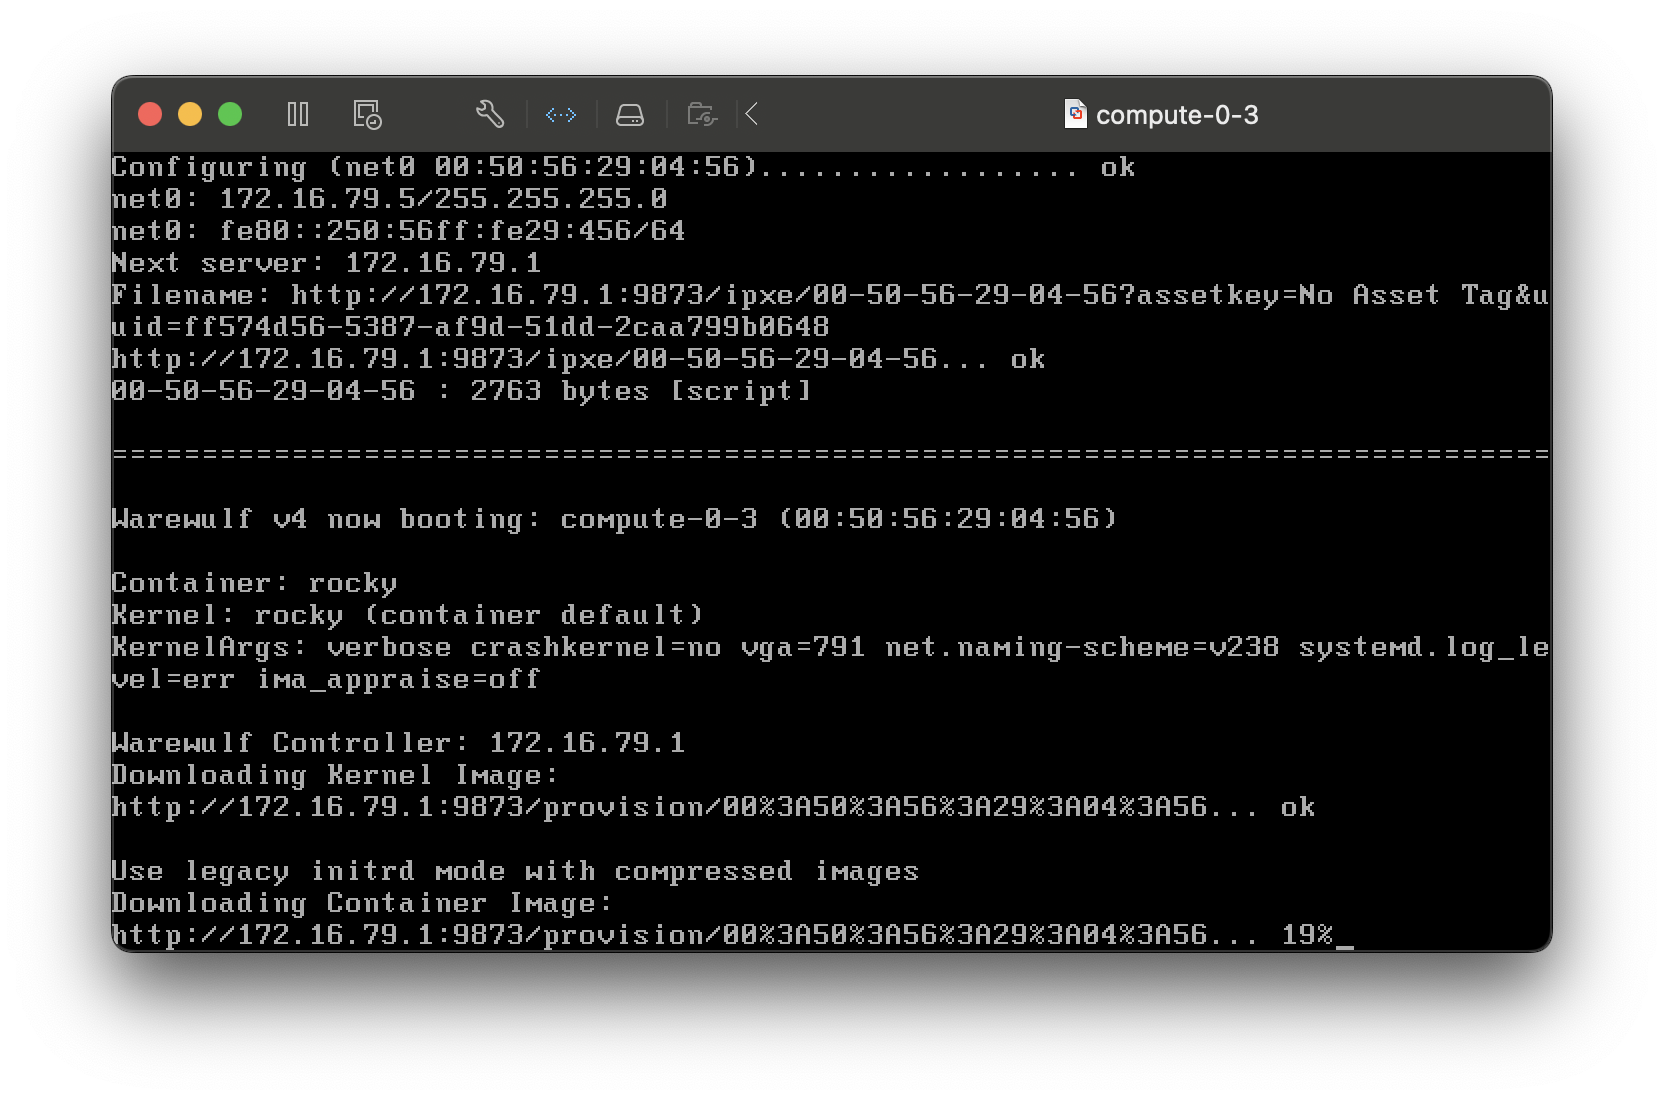 compute-0-3
Configuring (net0 00:50:56:29:04:56).................. ok
net0: 172.16.79.5/255.255.255.0
net0: fe80::250:56ff:fe29:456/64
Next server: 172.16.79.1
Filename: http://172.16.79.1:9873/ipxe/00-50-56-29-04-56?assetkey=No Asset Tag&u
uid=ff574d56-5387-af9d-51dd-2caa799b0648
http://172.16.79.1:9873/ipxe/00-50-56-29-04-56... ok
00-50-56-29-04-56 : 2763 bytes [script]
================================================================================
Warewulf v4 now booting: compute-0-3 (00:50:56:29:04:56)
Container: rocky
Kernel: rocky (container default)
KernelArgs: verbose crashkernel=no vga=791 net.naming-scheme=v238 systemd.log_le
vel=err ima_appraise=off
Warewulf Controller: 172.16.79.1
Downloading Kernel Image:
http://172.16.79.1:9873/provision/00%3A50%3A56%3A29%3A04%3A56... ok
Use legacy initrd mode with compressed images
Downloading Container Image:
http://172.16.79.1:9873/provision/00%3A50%3A56%3A29%3A04%3A56... 19%_